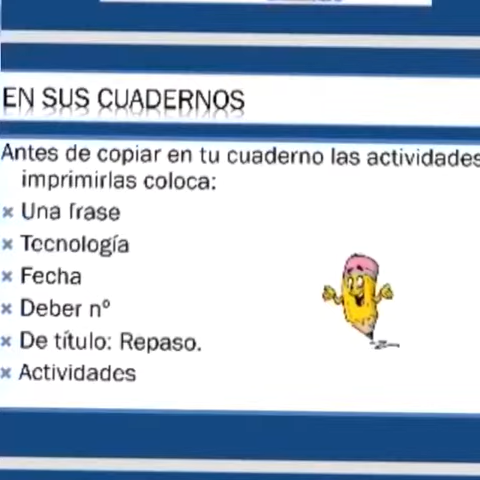 EN SUS CUADERNOS
Antes de copiar en tu cuaderno las actividades
imprimirlas coloca:
Una frase
Tecnología
Fecha
Deber nº
De título: Repaso.
Actividades